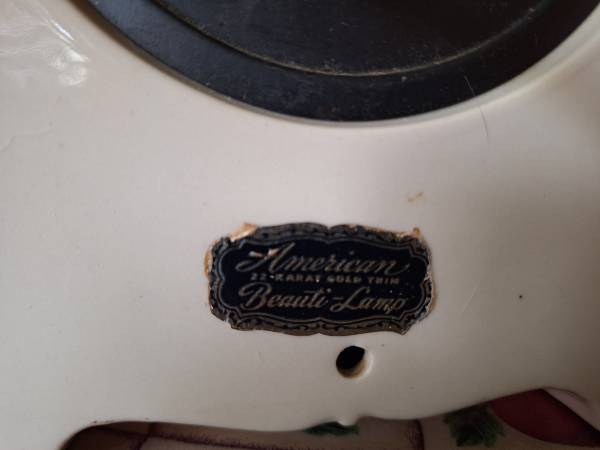 American
22-KARAT GOLD TRIM
Beauti-Lamp